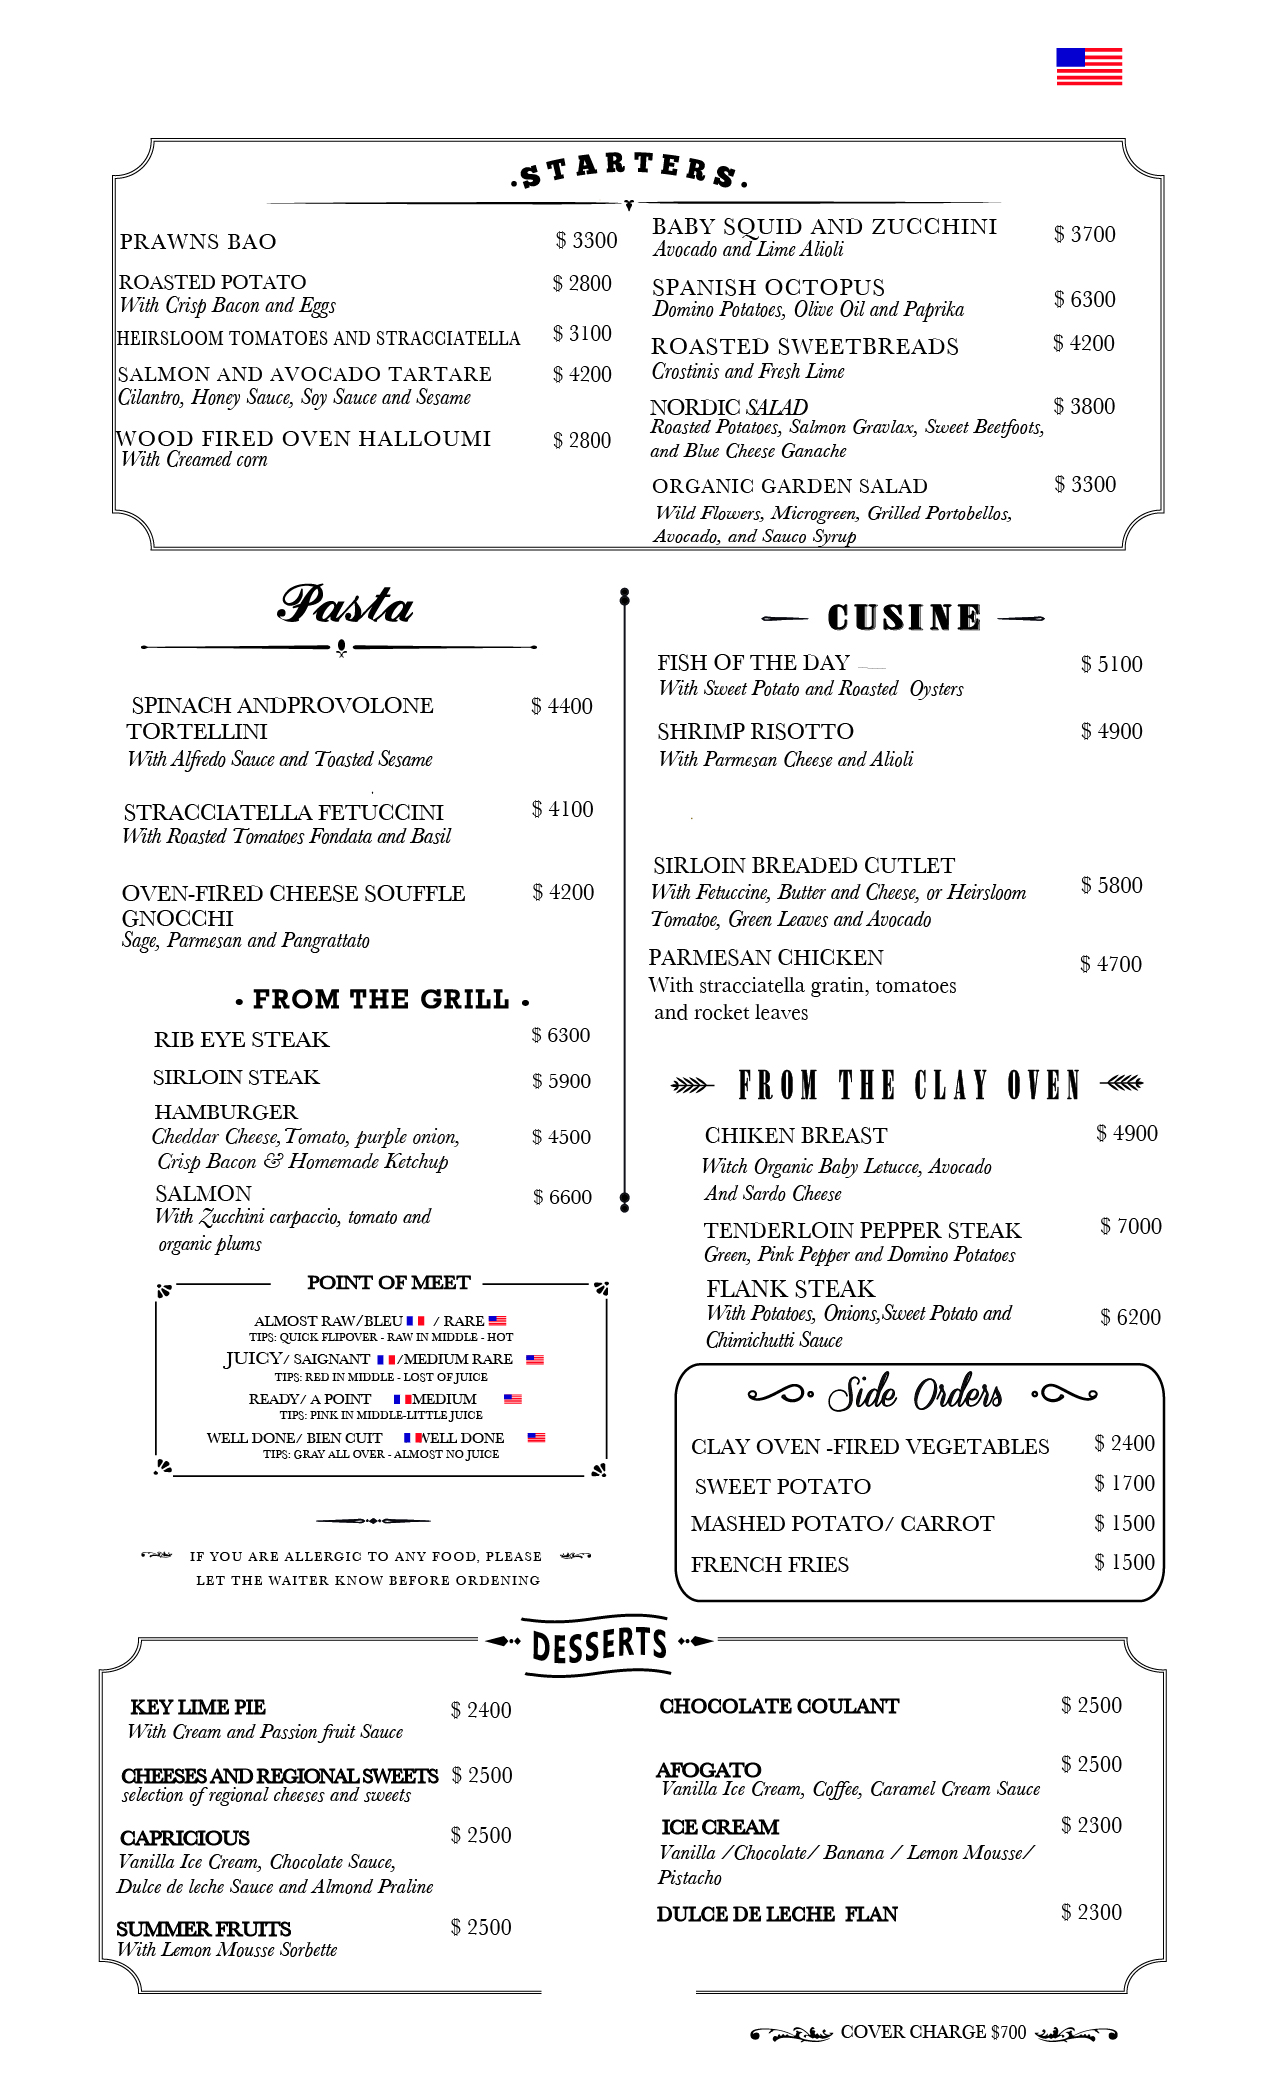 ·STARTERS·
PRAWNS BAO $ 3300
ROASTED POTATO $ 2800
With Crisp Bacon and Eggs
HEIRSLOOM TOMATOES AND STRACCIATELLA $ 3100
SALMON AND AVOCADO TARTARE $ 4200
Cilantro, Honey Sauce, Soy Sauce and Sesame
WOOD FIRED OVEN HALLOUMI $ 2800
With Creamed corn
BABY SQUID AND ZUCCHINI $ 3700
Avocado and Lime Alioli
SPANISH OCTOPUS
Domino Potatoes, Olive Oil and Paprika $ 6300
ROASTED SWEETBREADS $ 4200
Crostinis and Fresh Lime
NORDIC SALAD $ 3800
Roasted Potatoes, Salmon Gravlax, Sweet Beetfoots,
and Blue Cheese Ganache
ORGANIC GARDEN SALAD $ 3300
Wild Flowers, Microgreen, Grilled Portobellos,
Avocado, and Sauco Syrup
Pasta
SPINACH ANDPROVOLONE $ 4400
TORTELLINI
With Alfredo Sauce and Toasted Sesame
STRACCIATELLA FETUCCINI $ 4100
With Roasted Tomatoes Fondata and Basil
OVEN-FIRED CHEESE SOUFFLE $ 4200
GNOCCHI
Sage, Parmesan and Pangrattato
• FROM THE GRILL •
RIB EYE STEAK $ 6300
SIRLOIN STEAK $ 5900
HAMBURGER
Cheddar Cheese,Tomato, purple onion, $ 4500
Crisp Bacon & Homemade Ketchup
SALMON $ 6600
With Zucchini carpaccio, tomato and
organic plums
POINT OF MEET
ALMOST RAW/BLEU / RARE
TIPS: QUICK FLIPOVER - RAW IN MIDDLE - HOT
JUICY/ SAIGNANT /MEDIUM RARE
TIPS: RED IN MIDDLE - LOST OF JUICE
READY/ A POINT MEDIUM
TIPS: PINK IN MIDDLE-LITTLE JUICE
WELL DONE/ BIEN CUIT WELL DONE
TIPS: GRAY ALL OVER - ALMOST NO JUICE
IF YOU ARE ALLERGIC TO ANY FOOD, PLEASE
LET THE WAITER KNOW BEFORE ORDENING
CUSINE
FISH OF THE DAY $ 5100
With Sweet Potato and Roasted Oysters
SHRIMP RISOTTO $ 4900
With Parmesan Cheese and Alioli
SIRLOIN BREADED CUTLET
With Fetuccine, Butter and Cheese, or Heirsloom $ 5800
Tomatoe, Green Leaves and Avocado
PARMESAN CHICKEN $ 4700
With stracciatella gratin, tomatoes
and rocket leaves
FROM THE CLAY OVEN
CHIKEN BREAST $ 4900
Witch Organic Baby Letucce, Avocado
And Sardo Cheese
TENDERLOIN PEPPER STEAK $ 7000
Green, Pink Pepper and Domino Potatoes
FLANK STEAK
With Potatoes, Onions,Sweet Potato and $ 6200
Chimichutti Sauce
Side Orders
CLAY OVEN -FIRED VEGETABLES $ 2400
SWEET POTATO $ 1700
MASHED POTATO/ CARROT $ 1500
FRENCH FRIES $ 1500
DESSERTS
KEY LIME PIE $ 2400
With Cream and Passion fruit Sauce
CHEESES AND REGIONAL SWEETS $ 2500
selection of regional cheeses and sweets
CAPRICIOUS $ 2500
Vanilla Ice Cream, Chocolate Sauce,
Dulce de leche Sauce and Almond Praline
SUMMER FRUITS $ 2500
With Lemon Mousse Sorbette
CHOCOLATE COULANT $ 2500
AFOGATO $ 2500
Vanilla Ice Cream, Coffee, Caramel Cream Sauce
ICE CREAM $ 2300
Vanilla /Chocolate/ Banana / Lemon Mousse/
Pistacho
DULCE DE LECHE FLAN $ 2300
COVER CHARGE $700